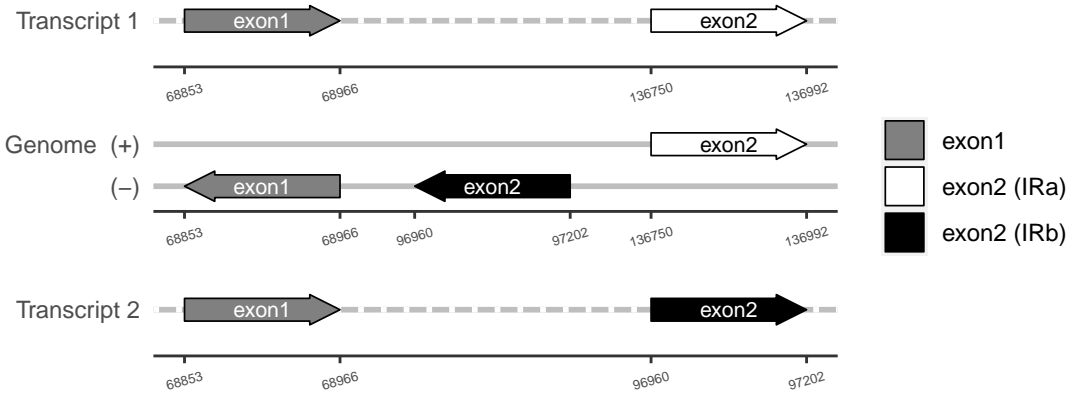 Transcript 1
exon1
exon2
68853
68966
136750
136992
Genome (+)
exon2
(−)
exon1
exon2
68853
68966
96960
97202
136750
136992
Transcript 2
exon1
exon2
68853
68966
96960
97202
exon1
exon2 (IRa)
exon2 (IRb)